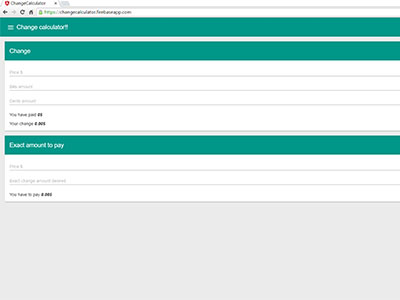 ChangeCalculator
https://changecalculator.firebaseapp.com
Change calculator!!
Change
Price $
Bills amount
Cents amount
You have paid 0$
Your change 0.00$
Exact amount to pay
Price $
Exact change amount desired
You have to pay 0.00$